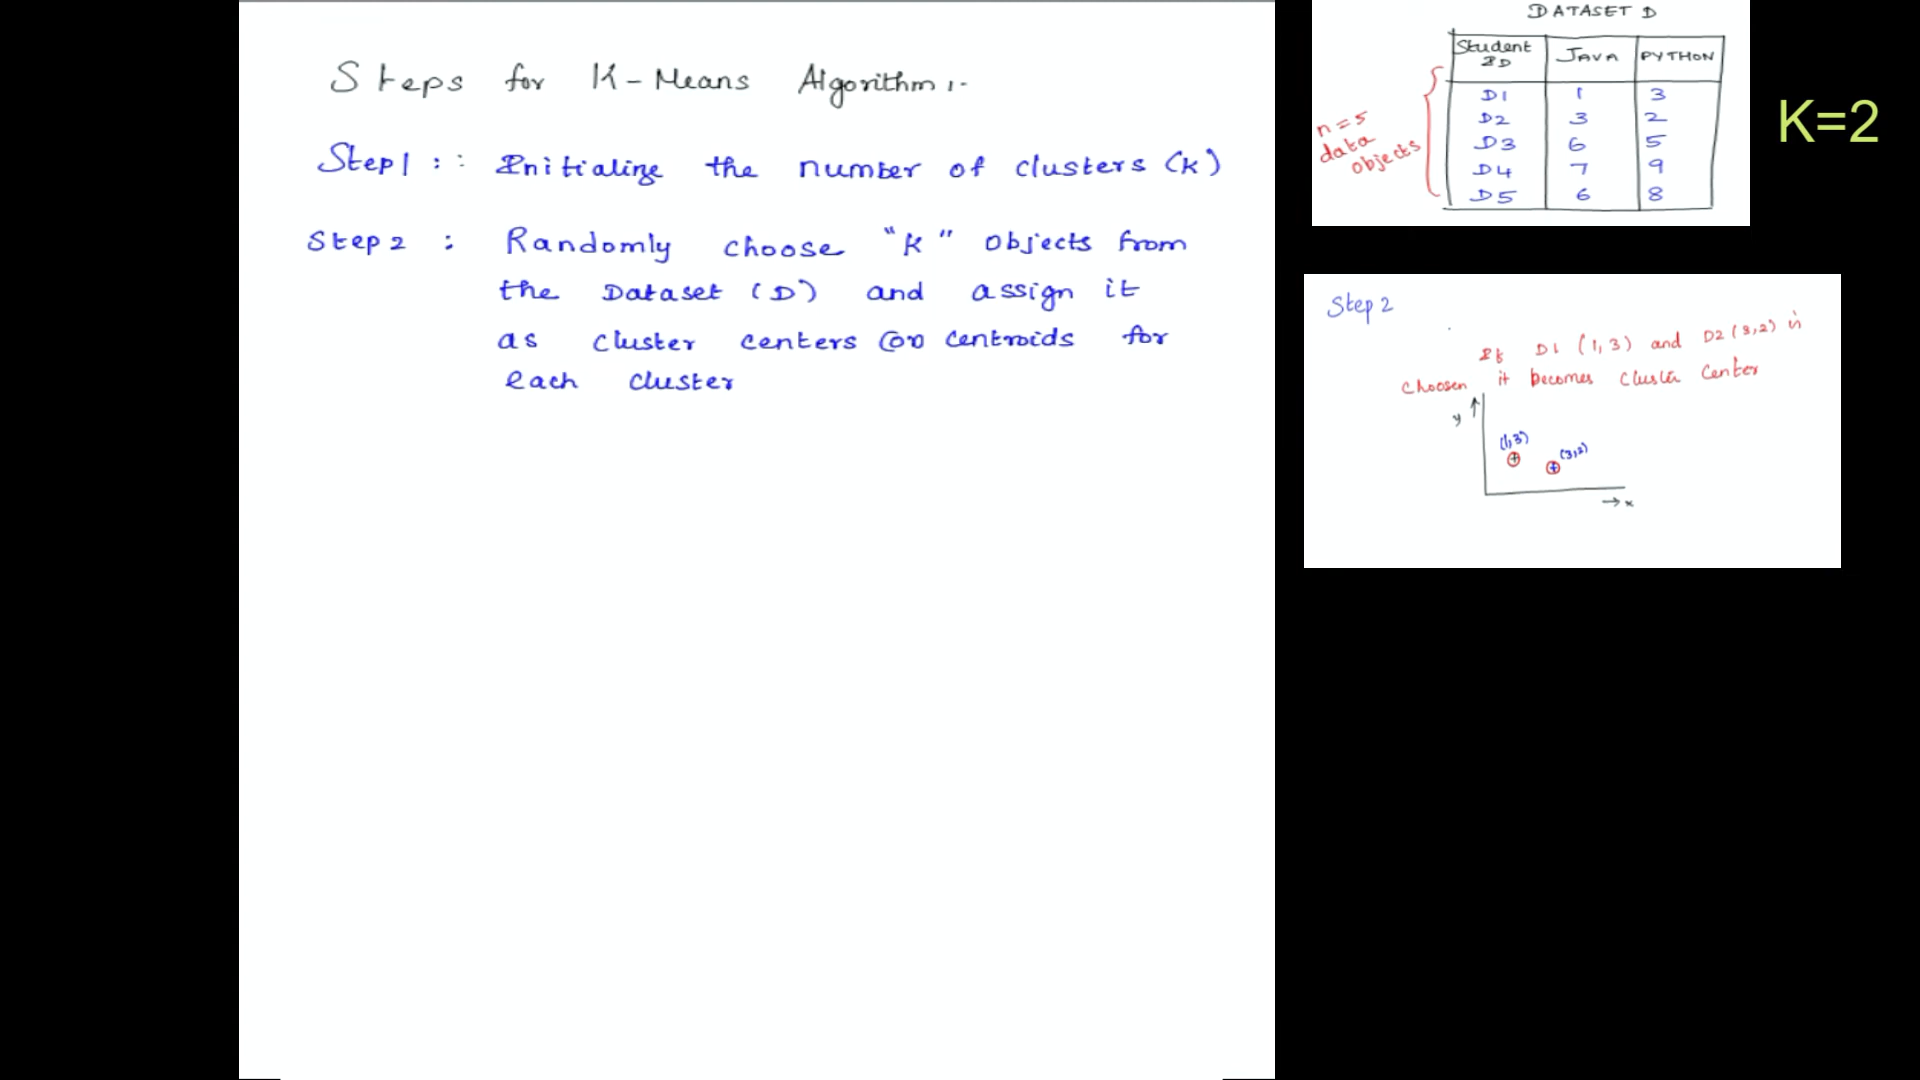 Steps for K-Means Algorithm:-
Step1 : : Initialize the number of clusters (k)
Step 2 : Randomly choose "K" objects from
the Dataset (D) and assign it
as cluster centers (or) centroids for
each cluster
DATASET D
Student ID JAVA PYTHON
D1 1 3
D2 3 2
D3 6 5
D4 7 9
D5 6 8
n=5
data
objects
K=2
Step 2
If D1 (1,3) and D2 (3,2) is
choosen it becomes cluster center
y
(1,3)
(3,2)
x